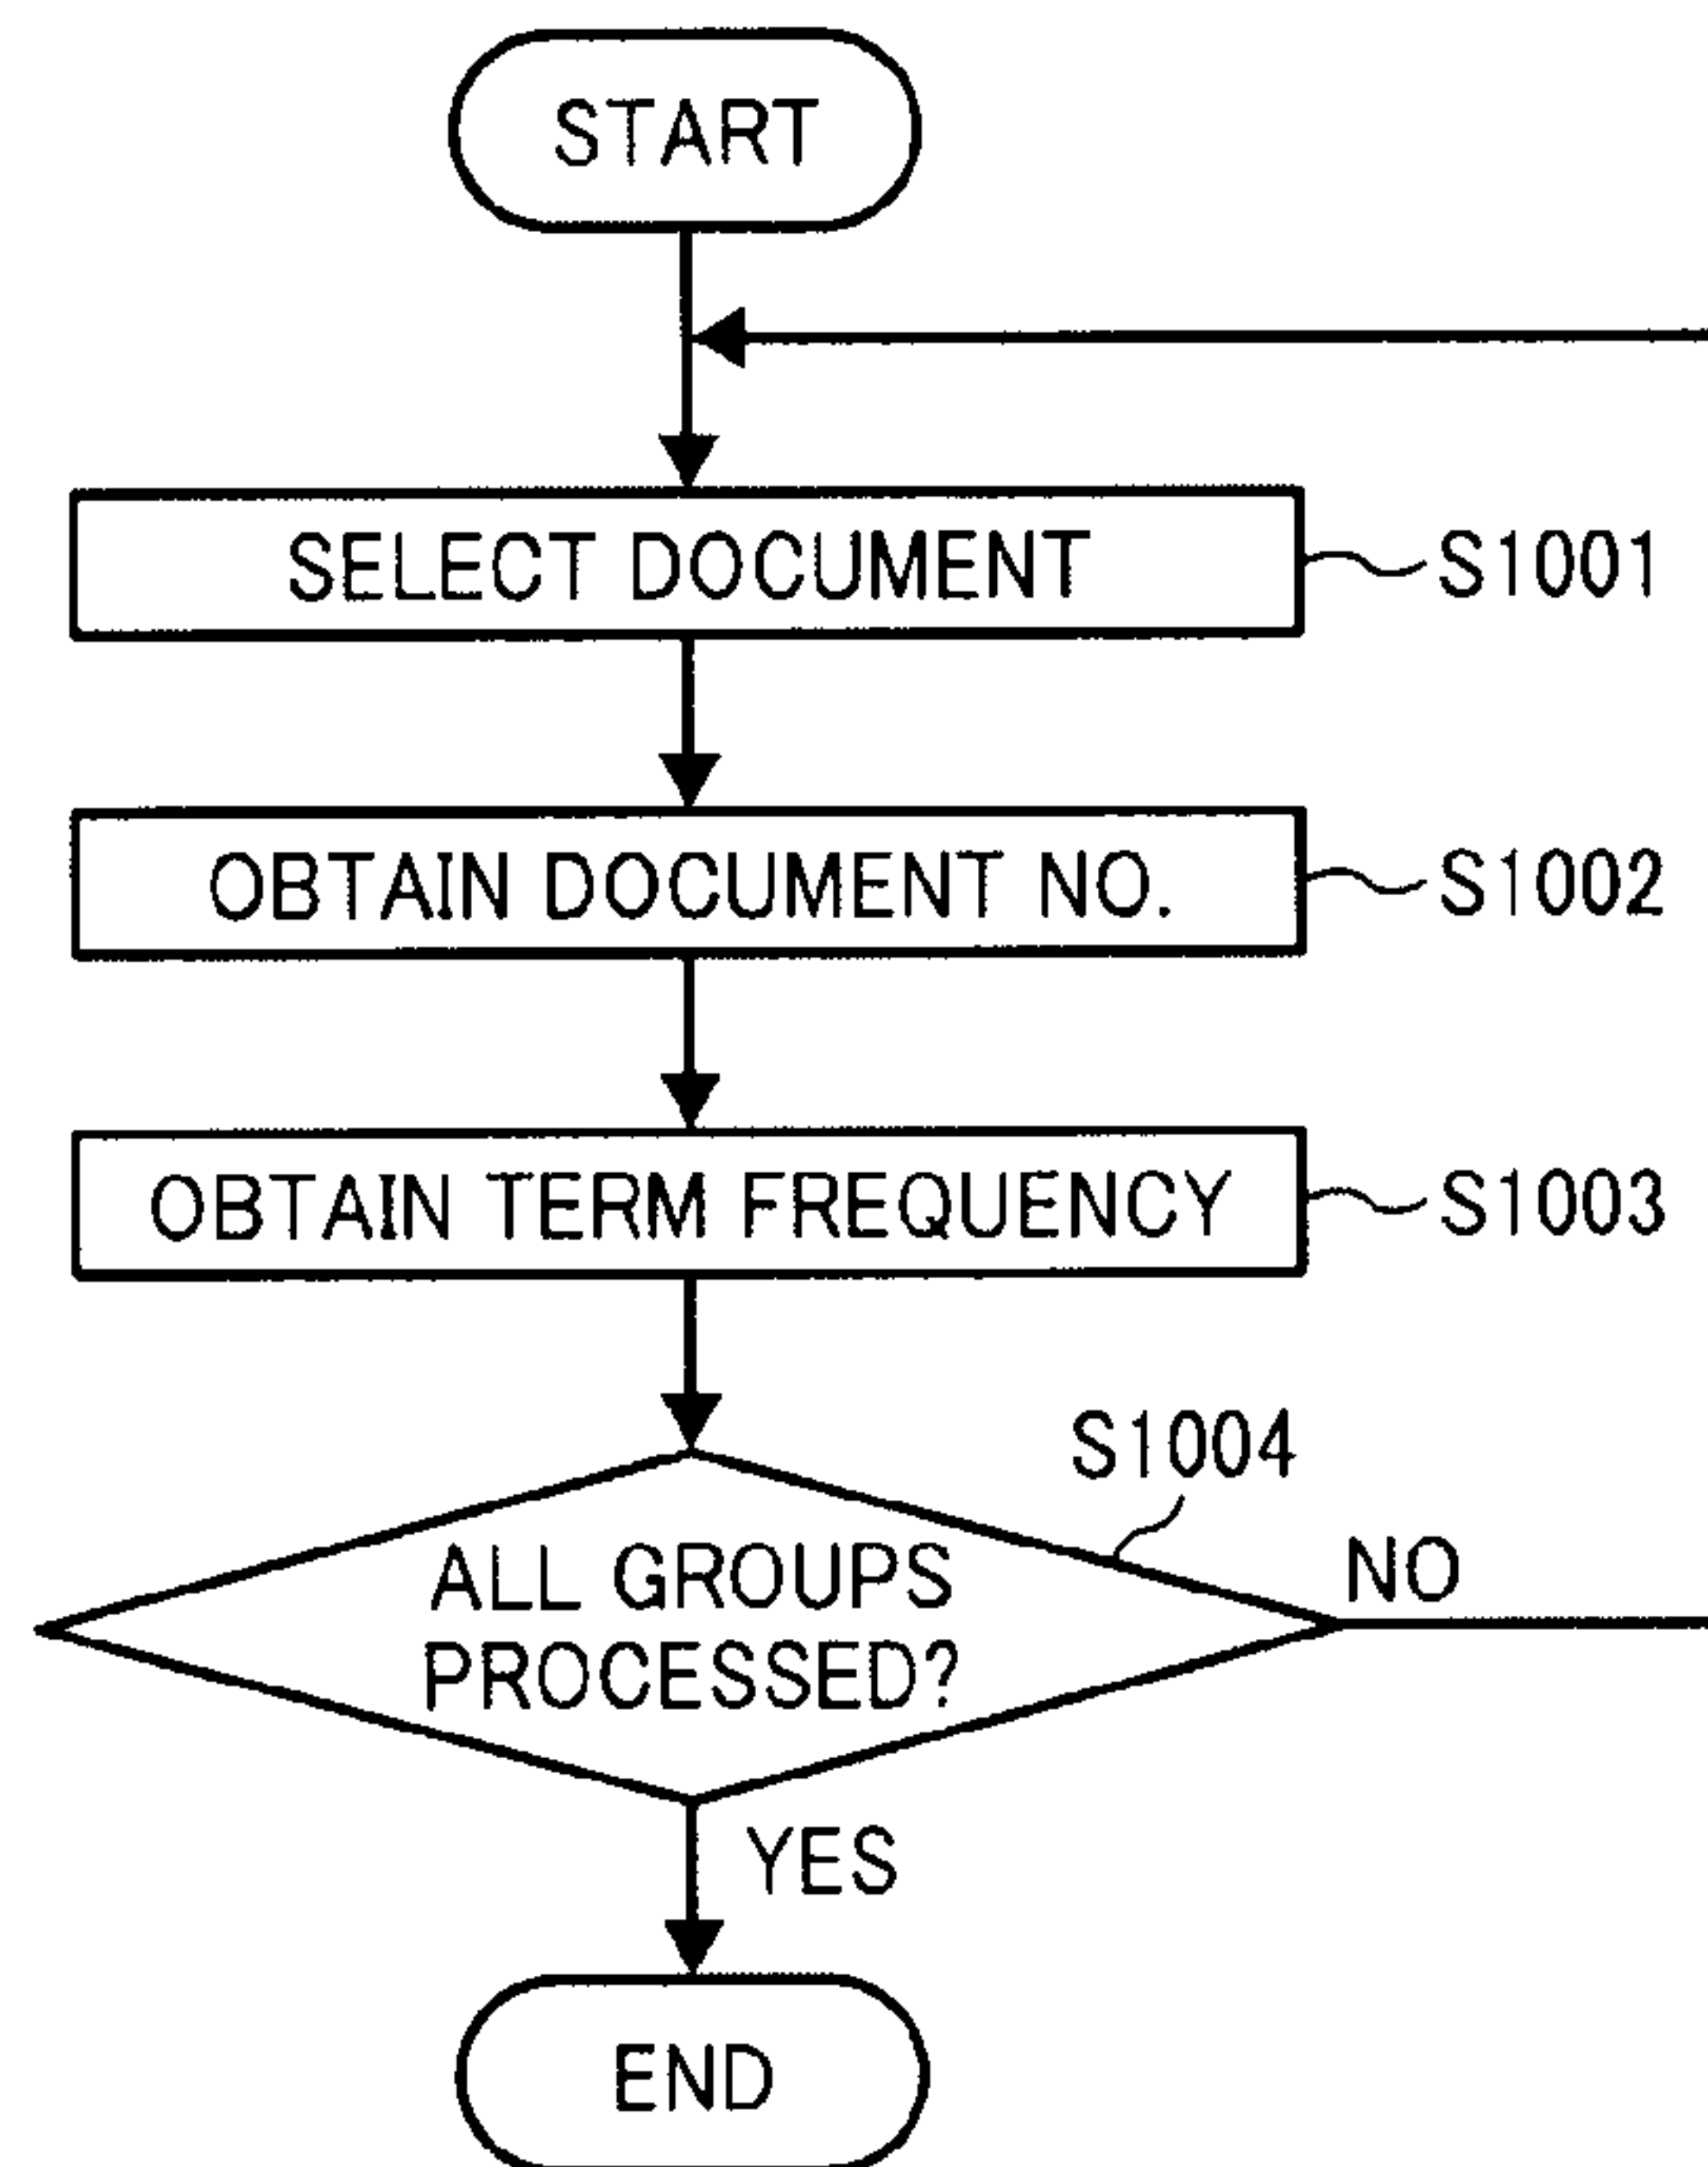 START
SELECT DOCUMENT
S1001
OBTAIN DOCUMENT NO.
S1002
OBTAIN TERM FREQUENCY
S1003
S1004
ALL GROUPS
PROCESSED?
NO
YES
END